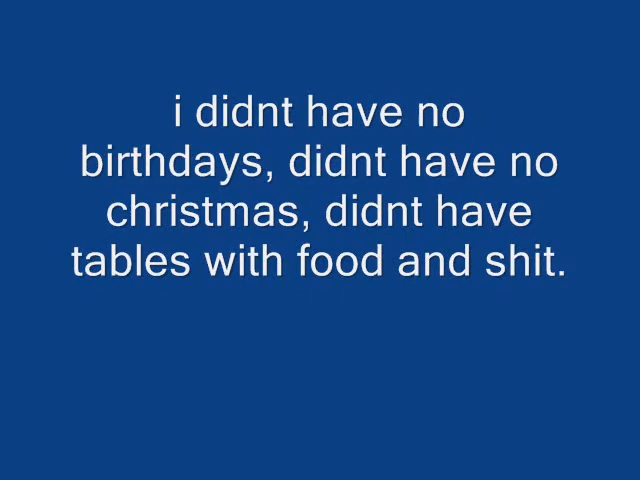 i didnt have no
birthdays, didnt have no
christmas, didnt have
tables with food and shit.